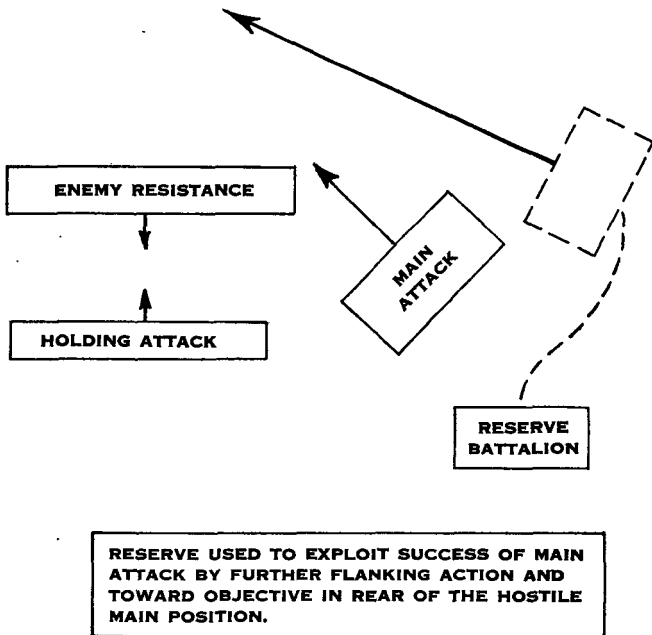 ENEMY RESISTANCE
MAIN
ATTACK
HOLDING ATTACK
RESERVE
BATTALION
RESERVE USED TO EXPLOIT SUCCESS OF MAIN
ATTACK BY FURTHER FLANKING ACTION AND
TOWARD OBJECTIVE IN REAR OF THE HOSTILE
MAIN POSITION.